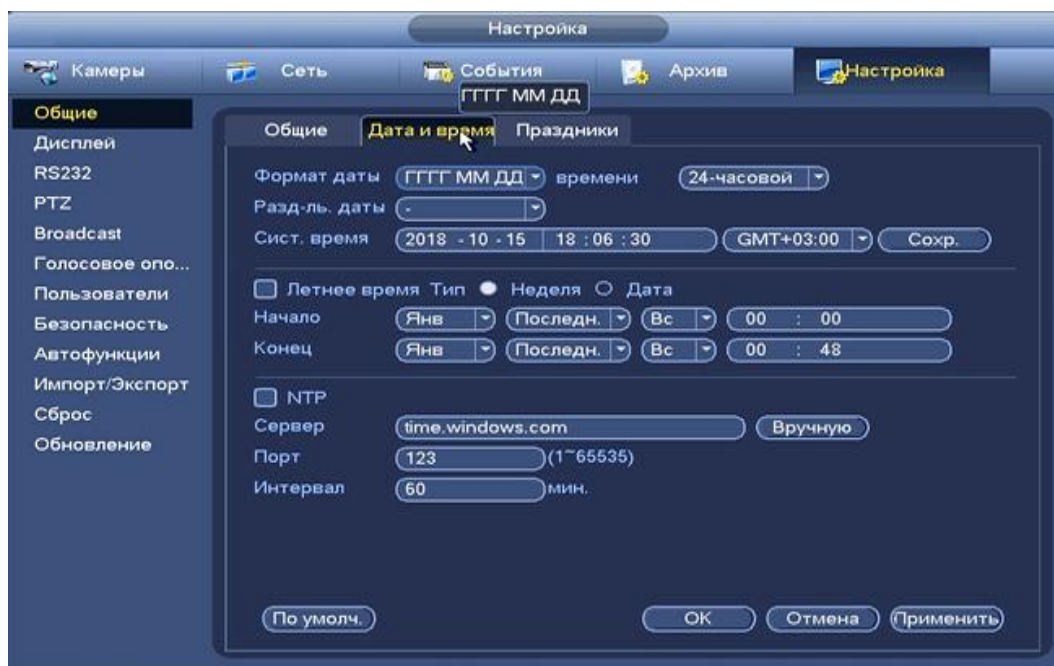 Настройка
Камеры Сеть События Архив Настройка
ГГГГ ММ ДД
Общие
Дисплей
RS232
PTZ
Broadcast
Голосовое опо...
Пользователи
Безопасность
Автофункции
Импорт/Экспорт
Сброс
Обновление
Общие Дата и время Праздники
Формат даты ГГГГ ММ ДД времени 24-часовой
Разд-ль. даты -
Сист. время 2018 - 10 - 15 18 : 06 : 30 GMT+03:00 Сохр.
Летнее время Тип Неделя Дата
Начало Янв Последн. Вс 00 : 00
Конец Янв Последн. Вс 00 : 48
NTP
Сервер time.windows.com Вручную
Порт 123 (1~65535)
Интервал 60 мин.
По умолч. OK Отмена Применить